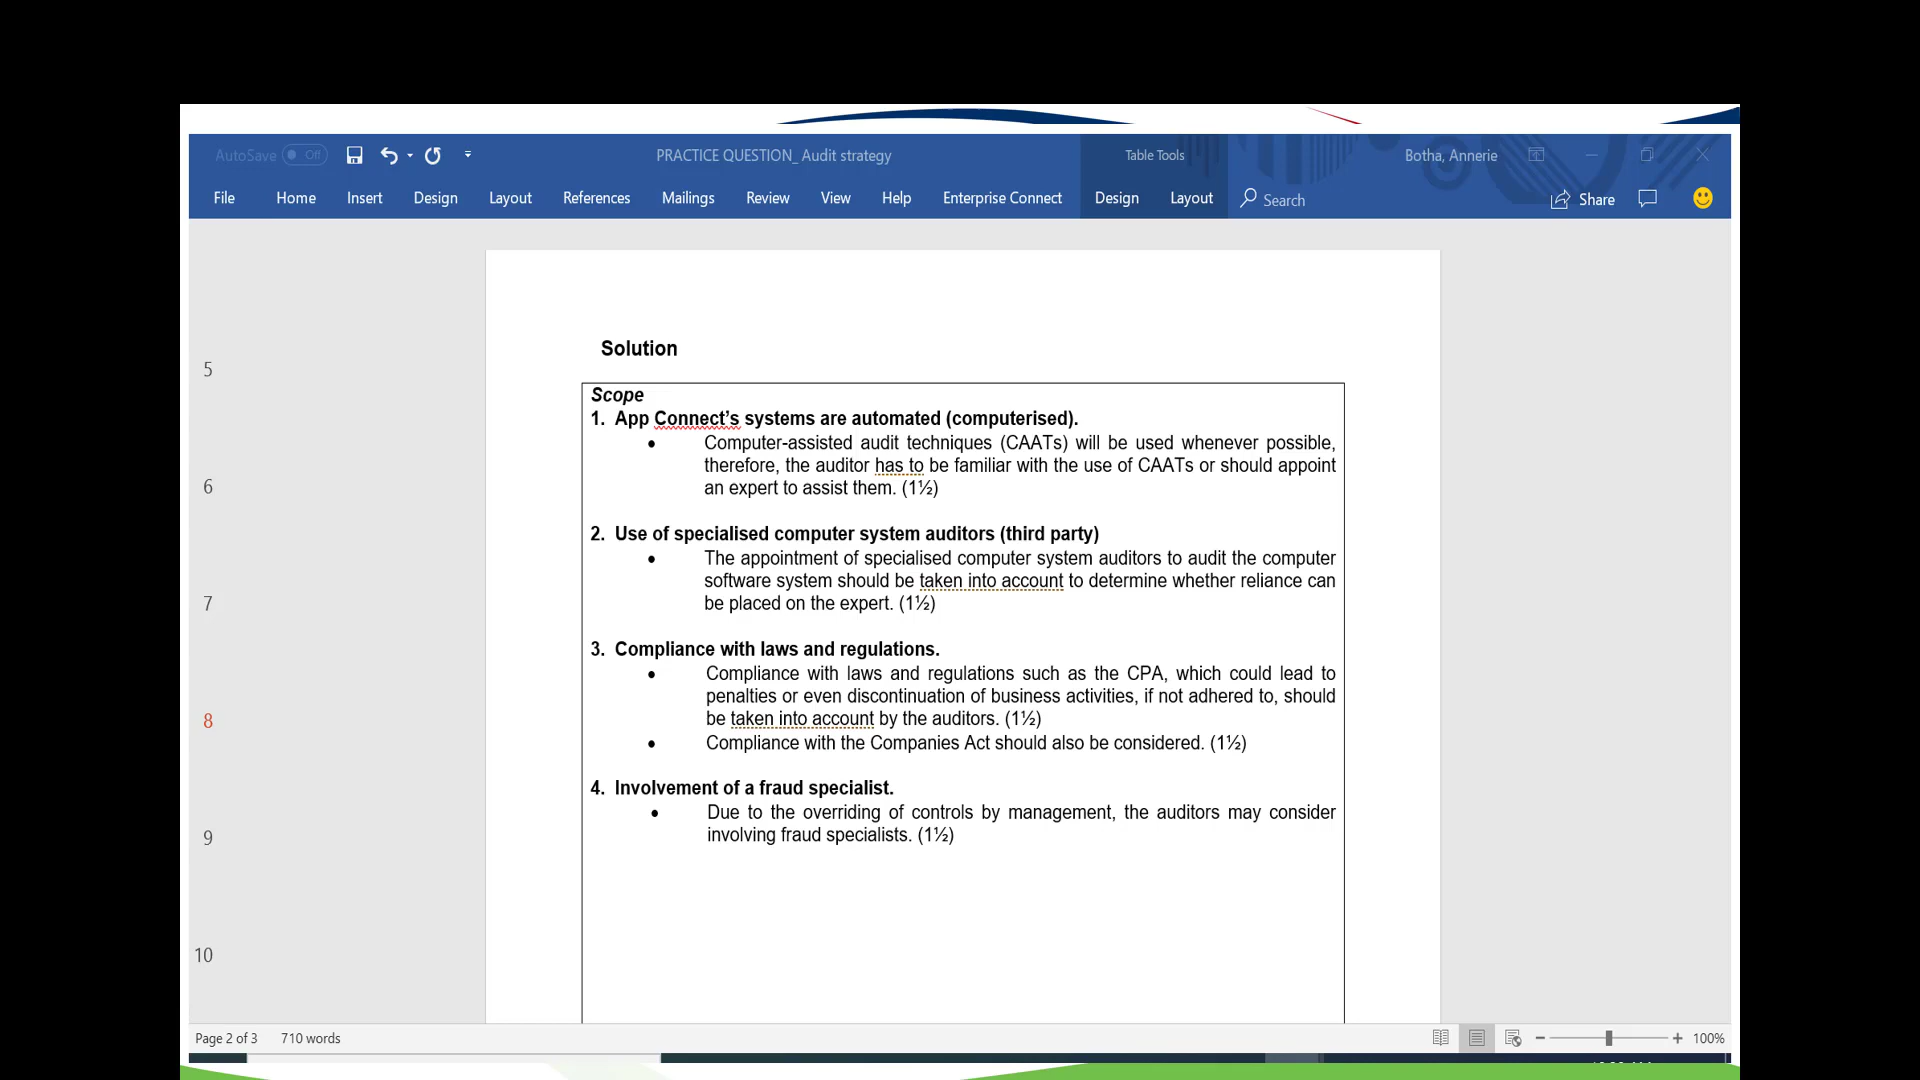 AutoSave Off
PRACTICE QUESTION_ Audit strategy
Table Tools
Botha, Annerie
File Home Insert Design Layout References Mailings Review View Help Enterprise Connect Design Layout Search Share
Solution
Scope
1. App Connect's systems are automated (computerised).
• Computer-assisted audit techniques (CAATs) will be used whenever possible,
therefore, the auditor has to be familiar with the use of CAATs or should appoint
an expert to assist them. (1½)
2. Use of specialised computer system auditors (third party)
• The appointment of specialised computer system auditors to audit the computer
software system should be taken into account to determine whether reliance can
be placed on the expert. (1½)
3. Compliance with laws and regulations.
• Compliance with laws and regulations such as the CPA, which could lead to
penalties or even discontinuation of business activities, if not adhered to, should
be taken into account by the auditors. (1½)
• Compliance with the Companies Act should also be considered. (1½)
4. Involvement of a fraud specialist.
• Due to the overriding of controls by management, the auditors may consider
involving fraud specialists. (1½)
5
6
7
8
9
10
Page 2 of 3 710 words
100%